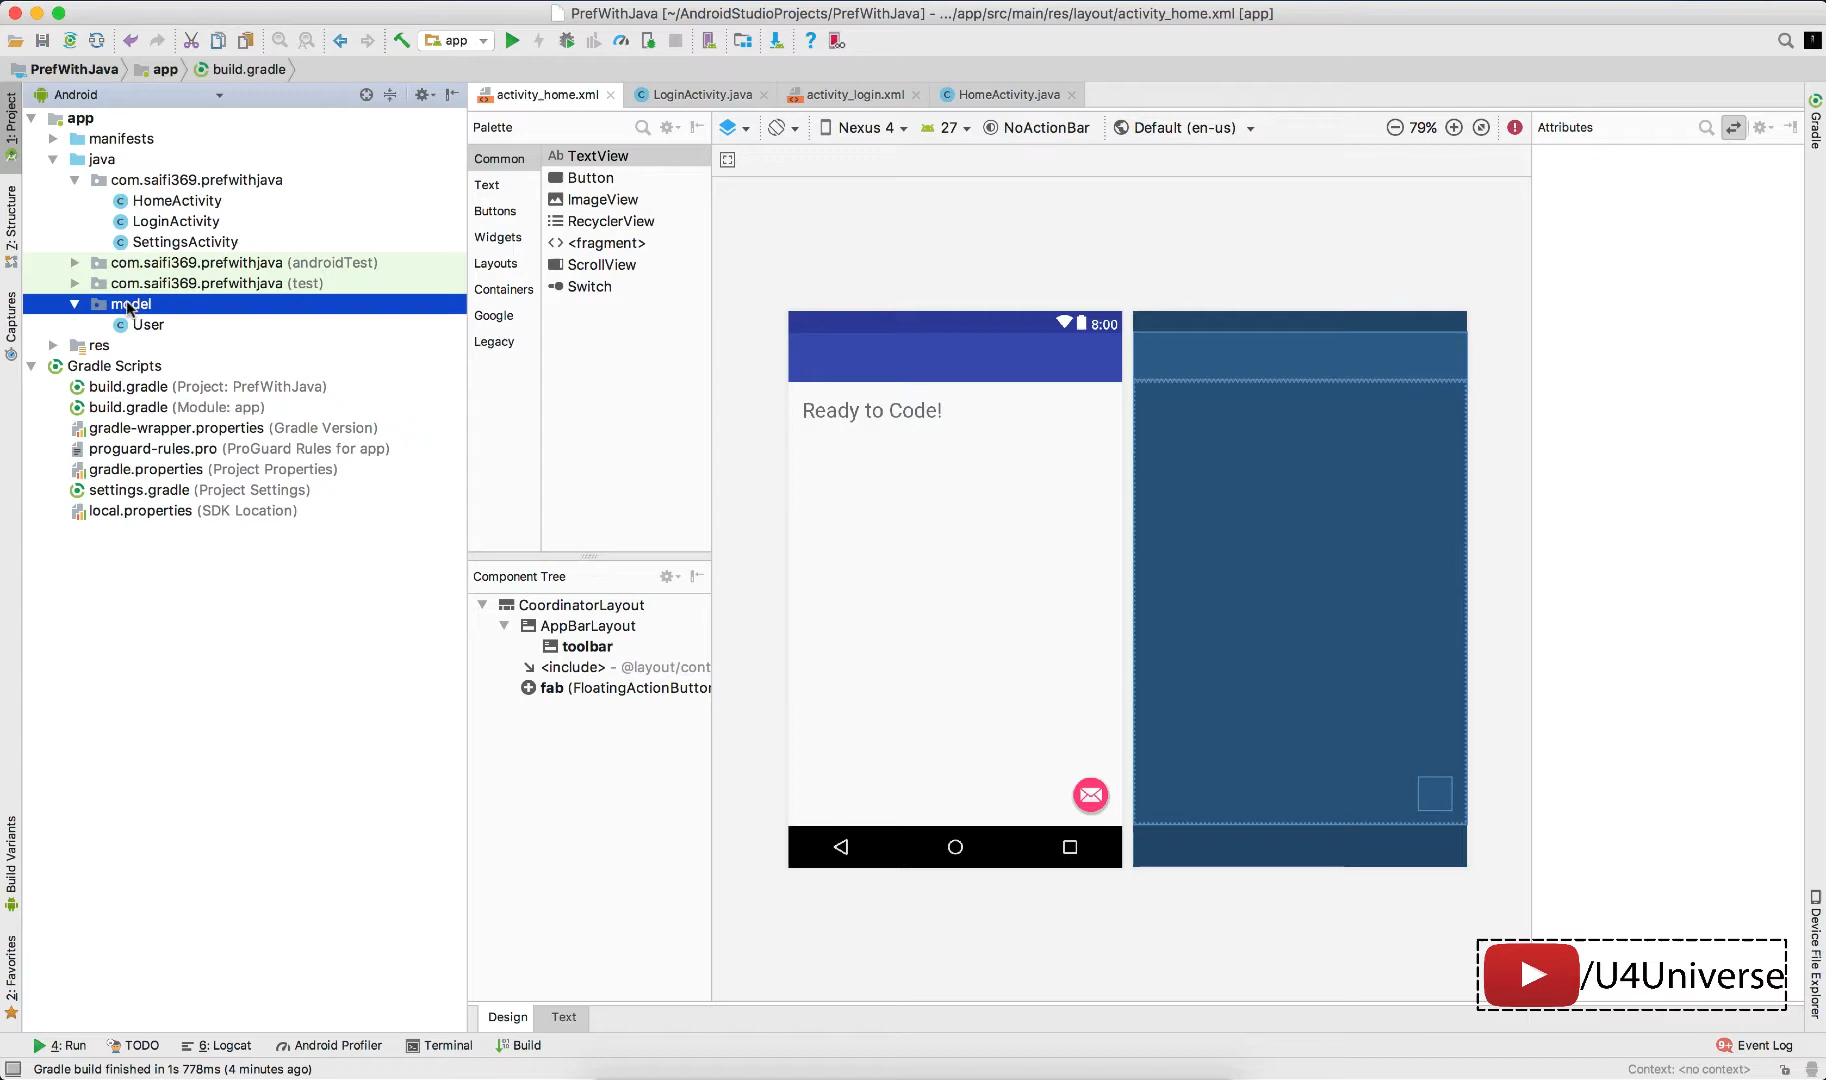 PrefWithJava [~/AndroidStudioProjects/PrefWithJava] - .../app/src/main/res/layout/activity_home.xml [app]
app
PrefWithJava app build.gradle
Android
activity_home.xml LoginActivity.java activity_login.xml HomeActivity.java
1: Project
Z: Structure
Captures
Build Variants
2: Favorites
app
manifests
java
com.saifi369.prefwithjava
HomeActivity
LoginActivity
SettingsActivity
com.saifi369.prefwithjava (androidTest)
com.saifi369.prefwithjava (test)
model
User
res
Gradle Scripts
build.gradle (Project: PrefWithJava)
build.gradle (Module: app)
gradle-wrapper.properties (Gradle Version)
proguard-rules.pro (ProGuard Rules for app)
gradle.properties (Project Properties)
settings.gradle (Project Settings)
local.properties (SDK Location)
Palette
Common
Text
Buttons
Widgets
Layouts
Containers
Google
Legacy
Ab TextView
Button
ImageView
RecyclerView
<> <fragment>
ScrollView
Switch
Component Tree
CoordinatorLayout
AppBarLayout
toolbar
<include> - @layout/cont
fab (FloatingActionButtor
Nexus 4 27 NoActionBar Default (en-us) 79%
8:00
Ready to Code!
Attributes
Gradle
Device File Explorer
/U4Universe
Design Text
4: Run TODO 6: Logcat Android Profiler Terminal Build 9+ Event Log
Gradle build finished in 1s 778ms (4 minutes ago) Context: <no context>